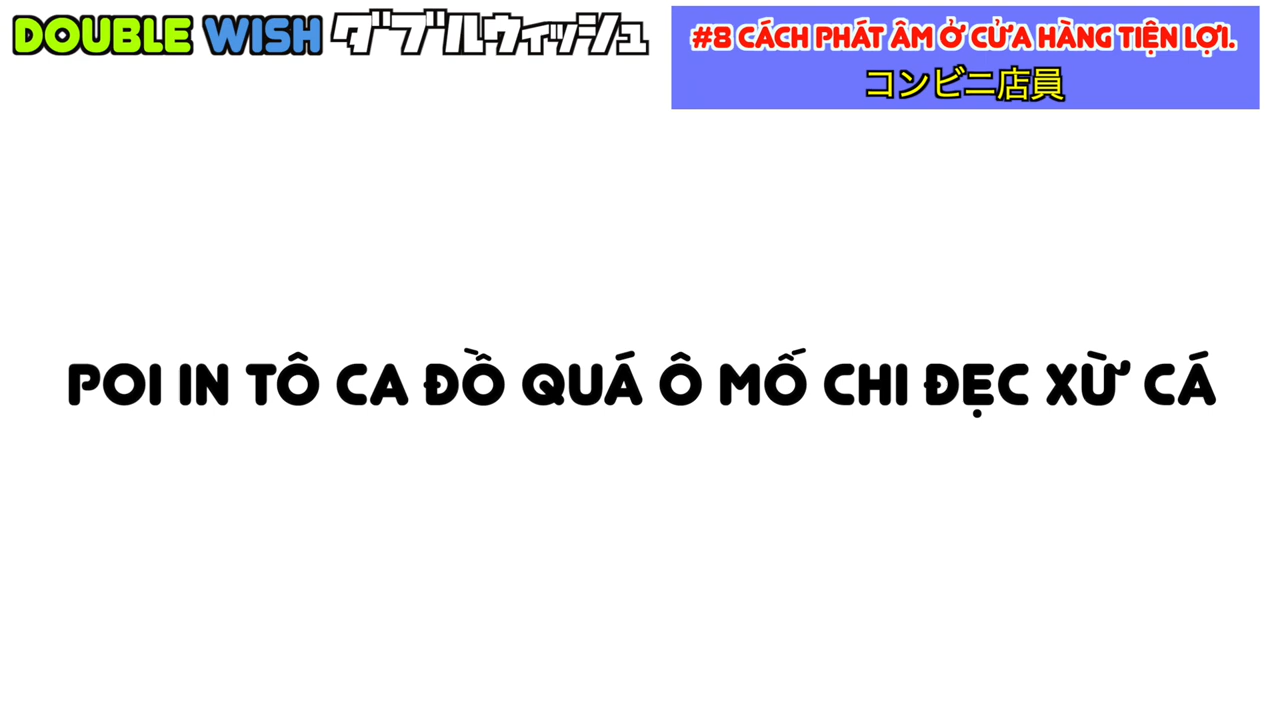 DOUBLE WISH ダブルウィッシュ
#8 CÁCH PHÁT ÂM Ở CỬA HÀNG TIỆN LỢI.
コンビニ店員
POI IN TÔ CA ĐỒ QUÁ Ô MỐ CHI ĐẸC XỪ CÁ